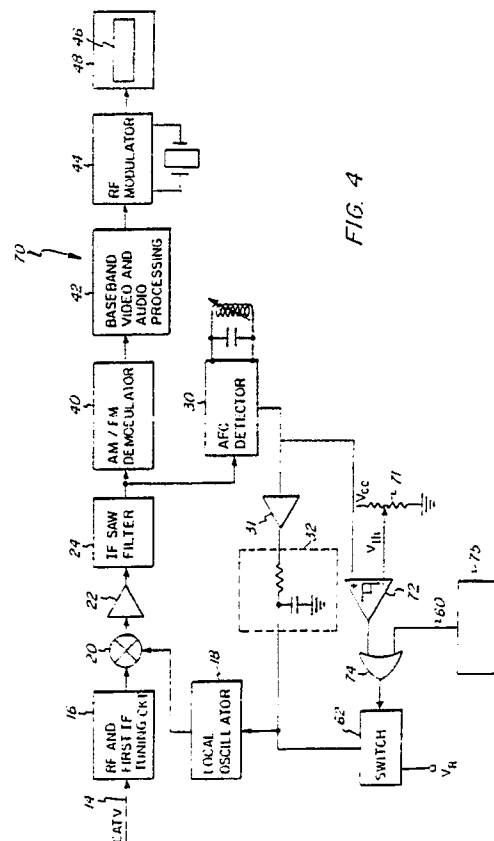 CATV
14
16
RF AND
FIRST IF
TUNING CKT
20
22
24
IF SAW
FILTER
40
AM / FM
DEMODULATOR
42
BASEBAND
VIDEO AND
AUDIO
PROCESSING
70
44
RF
MODULATOR
48
46
18
LOCAL
OSCILLATOR
30
AFC
DETECTOR
31
32
62
SWITCH
VR
74
72
+
Vth
Vcc
71
60
75
FIG. 4